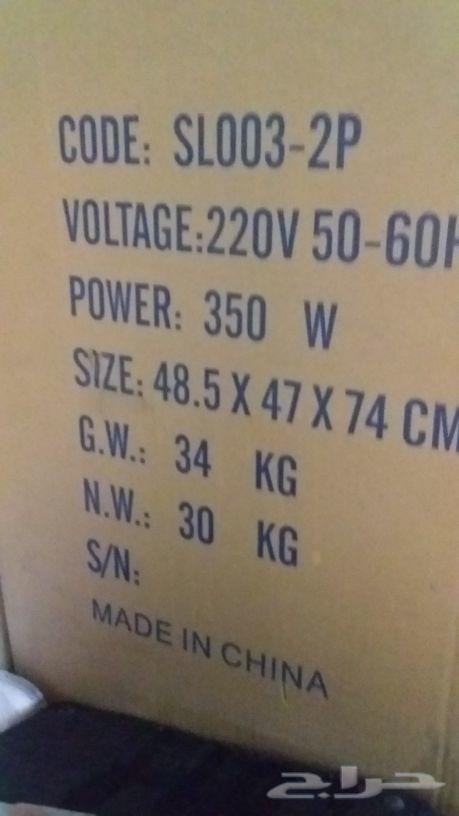 CODE: SL003-2P
VOLTAGE:220V 50-60H
POWER: 350 W
SIZE: 48.5 X 47 X 74 CM
G.W.: 34 KG
N.W.: 30 KG
S/N:
MADE IN CHINA
حراج